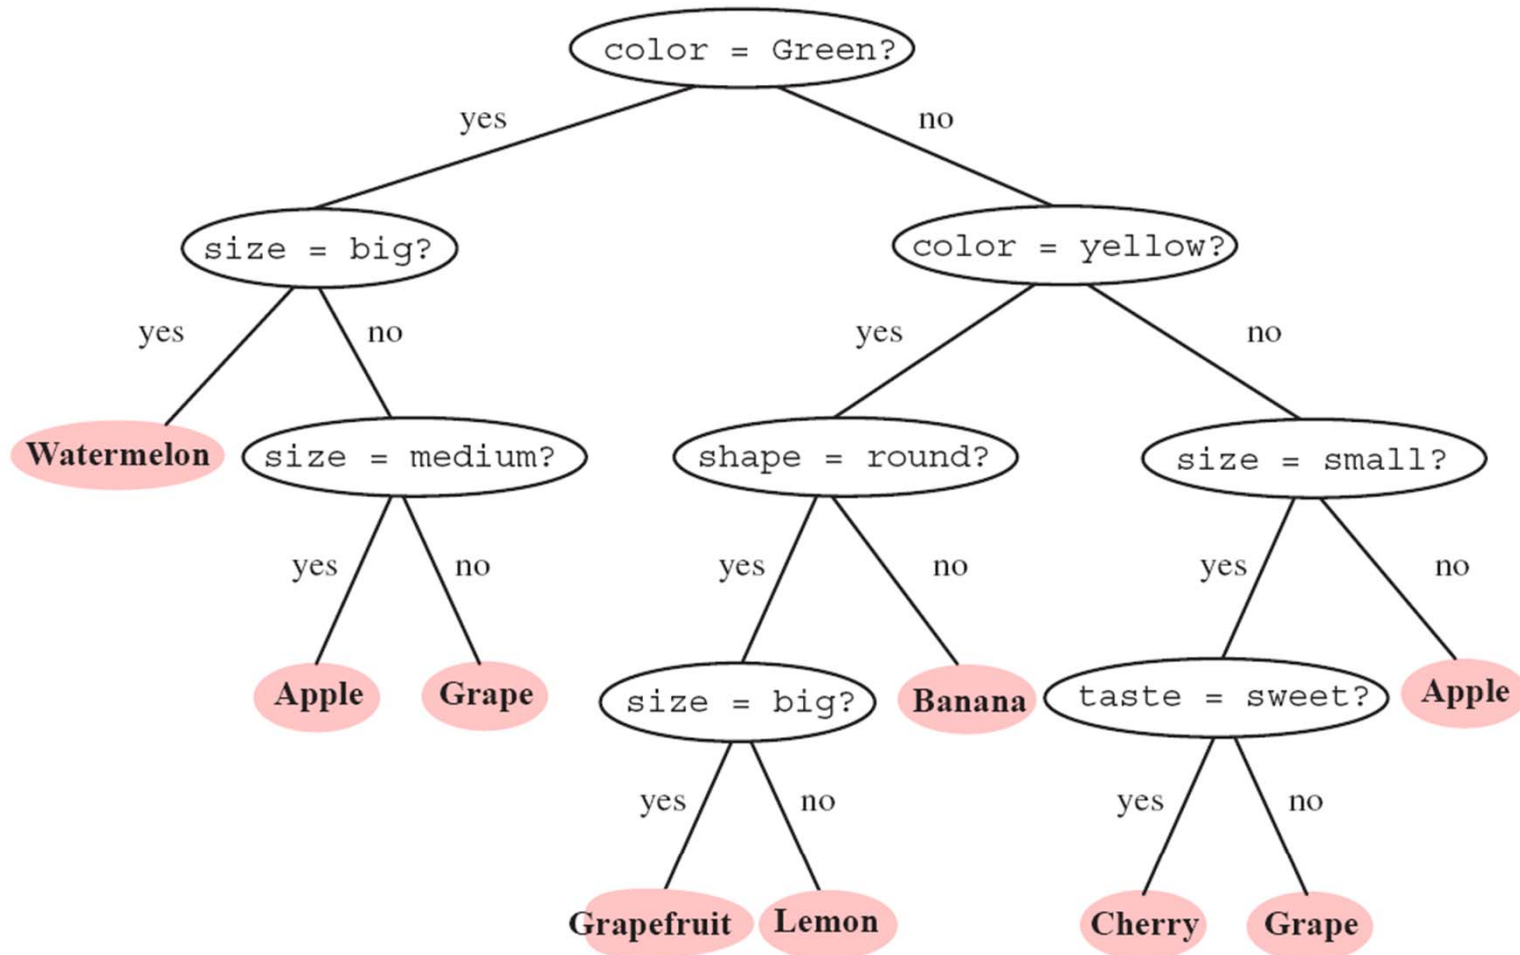 color = Green?
yes
no
size = big?
color = yellow?
yes
no
yes
no
Watermelon
size = medium?
shape = round?
size = small?
yes
no
yes
no
yes
no
Apple
Grape
size = big?
Banana
taste = sweet?
Apple
yes
no
yes
no
Grapefruit
Lemon
Cherry
Grape